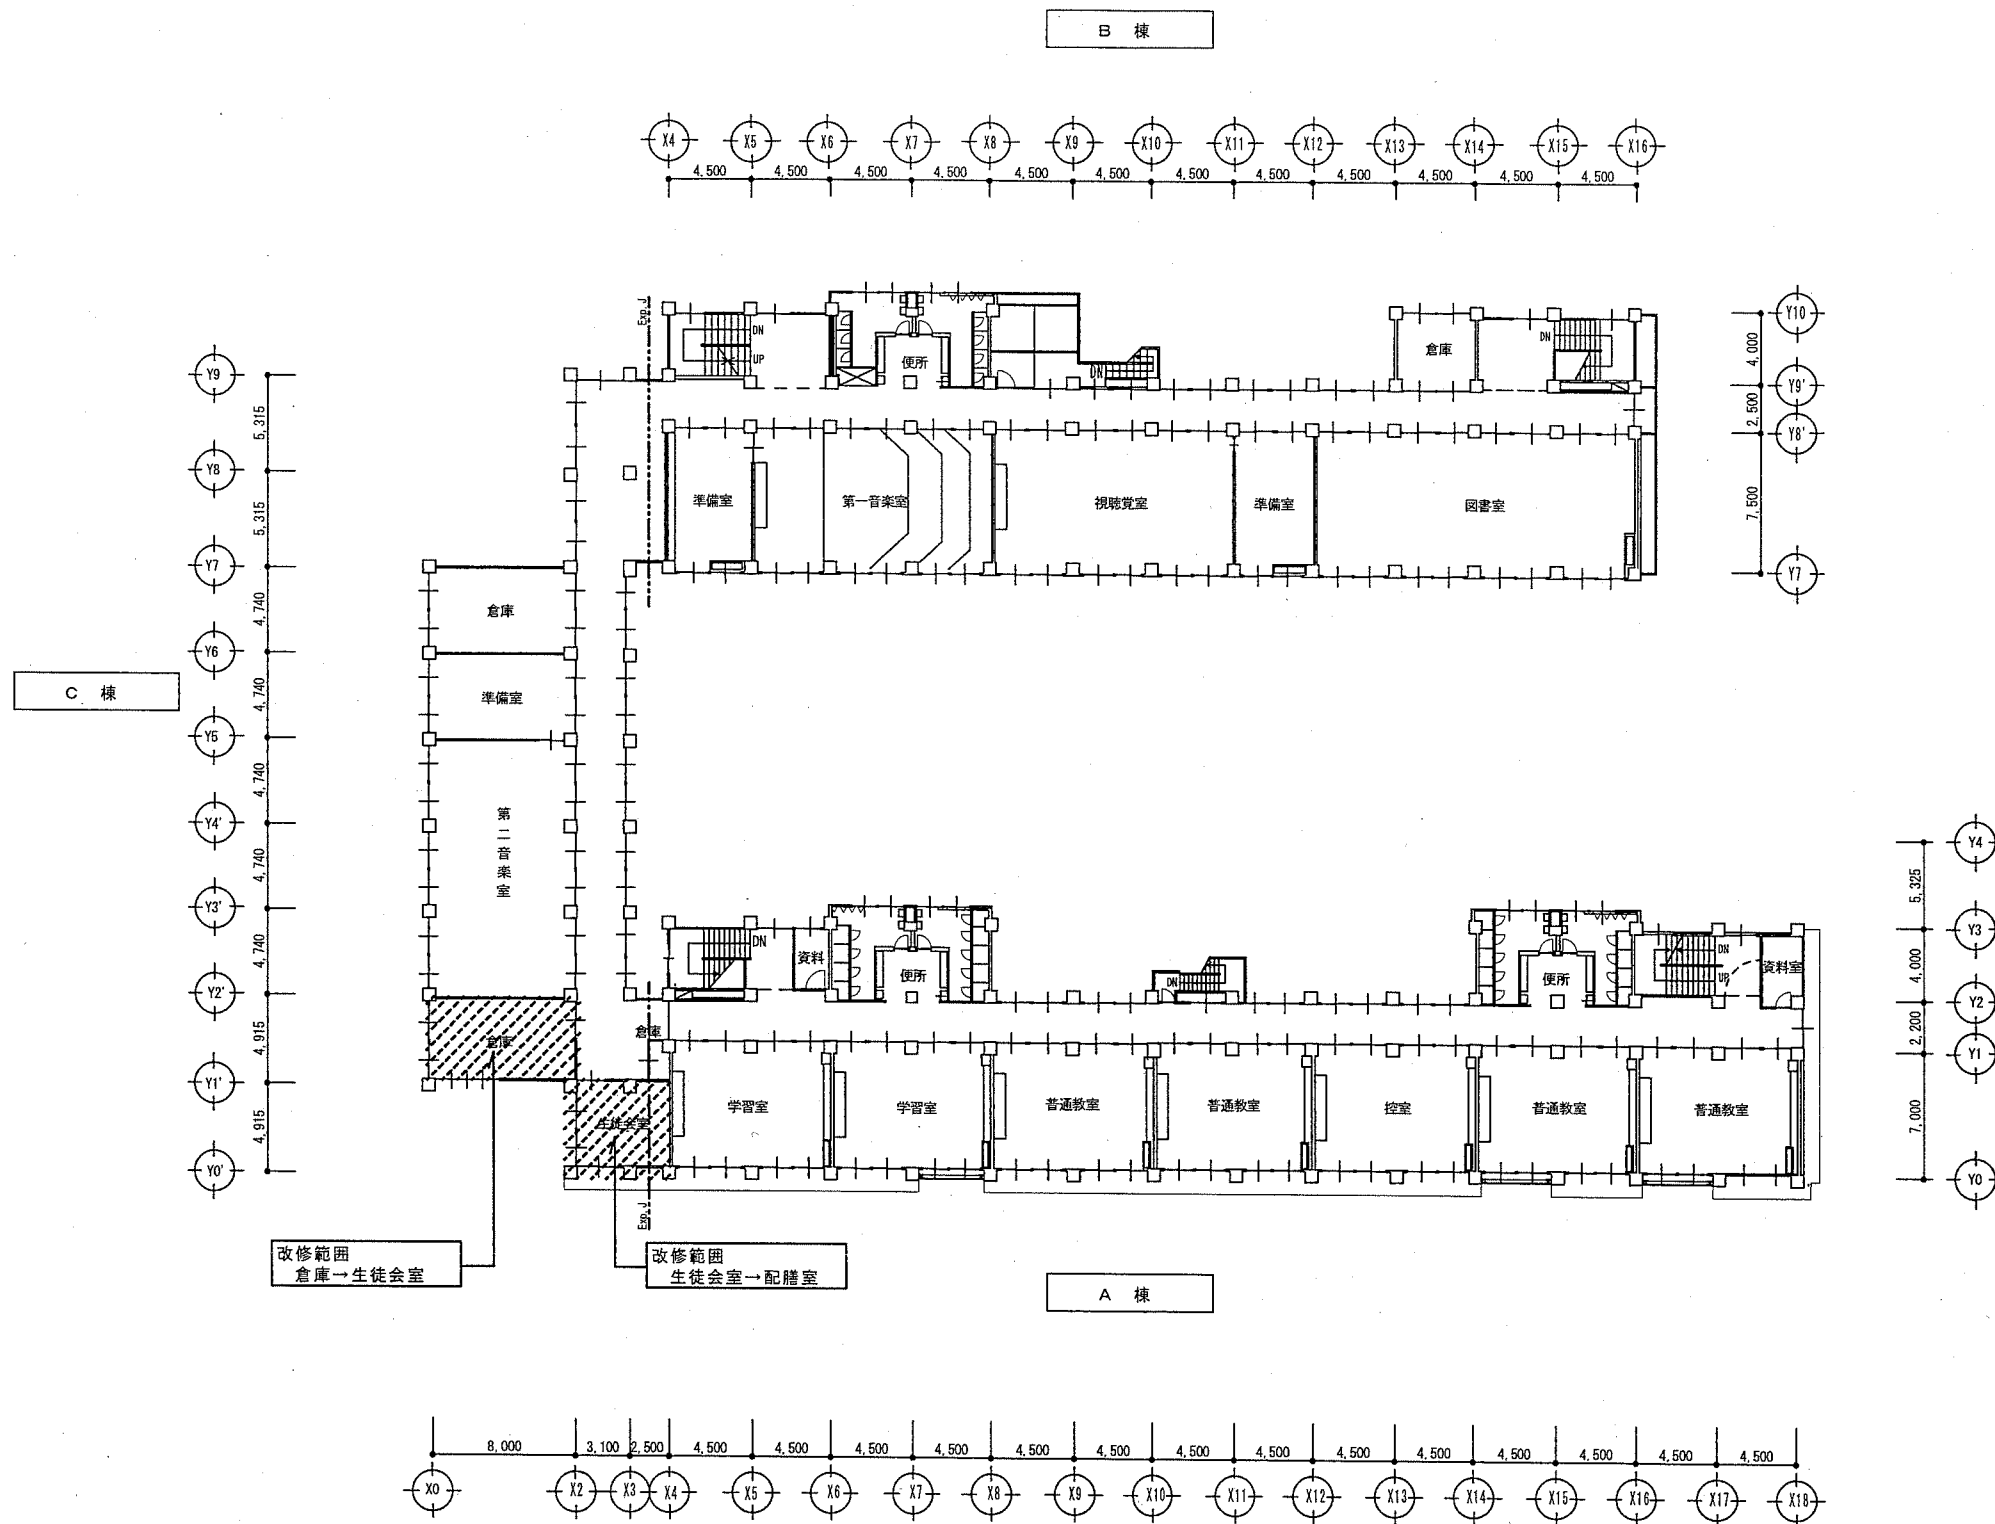 B 棟
X4 X5 X6 X7 X8 X9 X10 X11 X12 X13 X14 X15 X16
4,500 4,500 4,500 4,500 4,500 4,500 4,500 4,500 4,500 4,500 4,500 4,500
Exp.J
DN
UP
便所
DN
倉庫
DN
Y10
4,000
Y9'
2,500
Y8'
7,500
Y7
Y9
5,315
Y8
5,315
Y7
4,740
Y6
4,740
Y5
4,740
Y4'
4,740
Y3'
4,740
Y2'
4,915
Y1'
4,915
Y0'
準備室
第一音楽室
視聴覚室
準備室
図書室
C 棟
倉庫
準備室
第二音楽室
DN
資料
便所
DN
便所
DN
UP
資料室
Y4
5,325
Y3
4,000
Y2
2,200
Y1
7,000
Y0
倉庫
倉庫
生徒会室
学習室
学習室
普通教室
普通教室
控室
普通教室
普通教室
Exp.J
改修範囲
倉庫→生徒会室
改修範囲
生徒会室→配膳室
A 棟
8,000 3,100 2,500 4,500 4,500 4,500 4,500 4,500 4,500 4,500 4,500 4,500 4,500 4,500 4,500 4,500 4,500
X0 X2 X3 X4 X5 X6 X7 X8 X9 X10 X11 X12 X13 X14 X15 X16 X17 X18